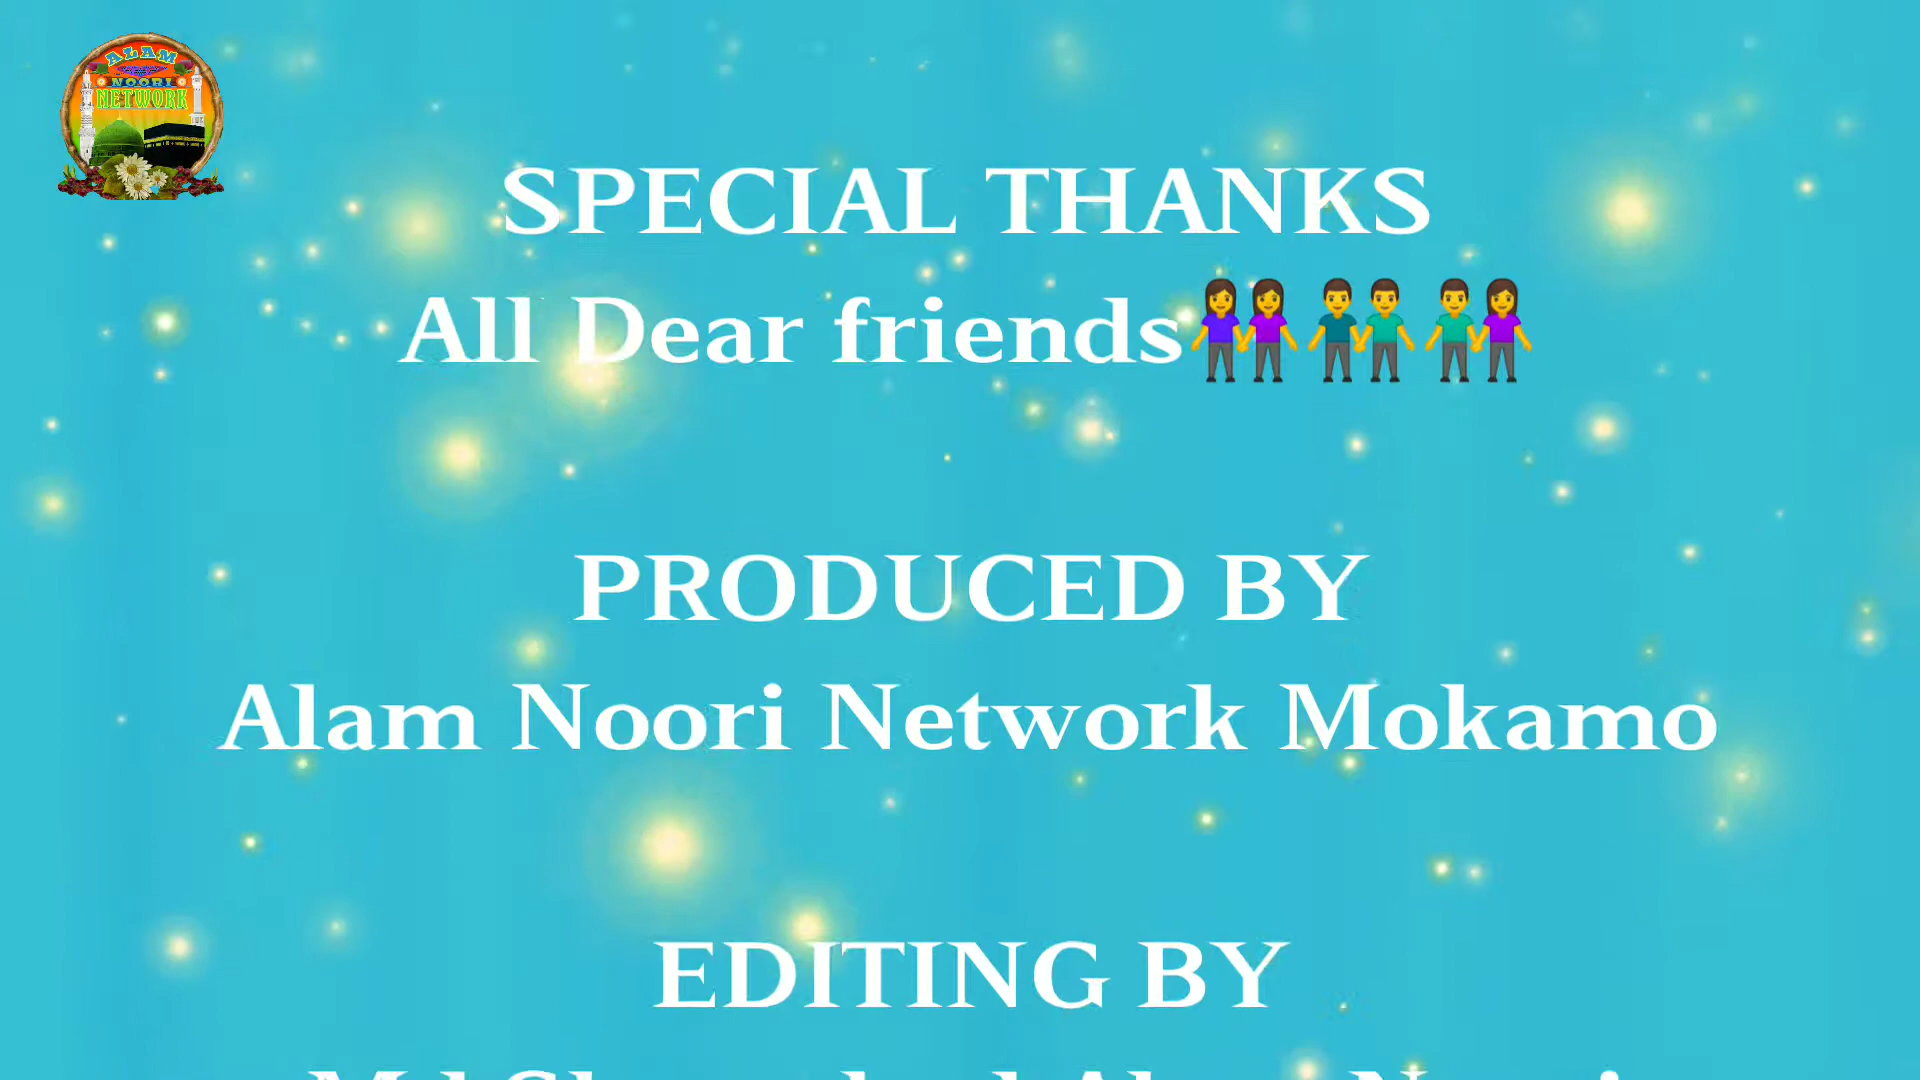 ALAM
NOORI
NETWORK
SPECIAL THANKS
All Dear friends👭👬👫
PRODUCED BY
Alam Noori Network Mokamo
EDITING BY